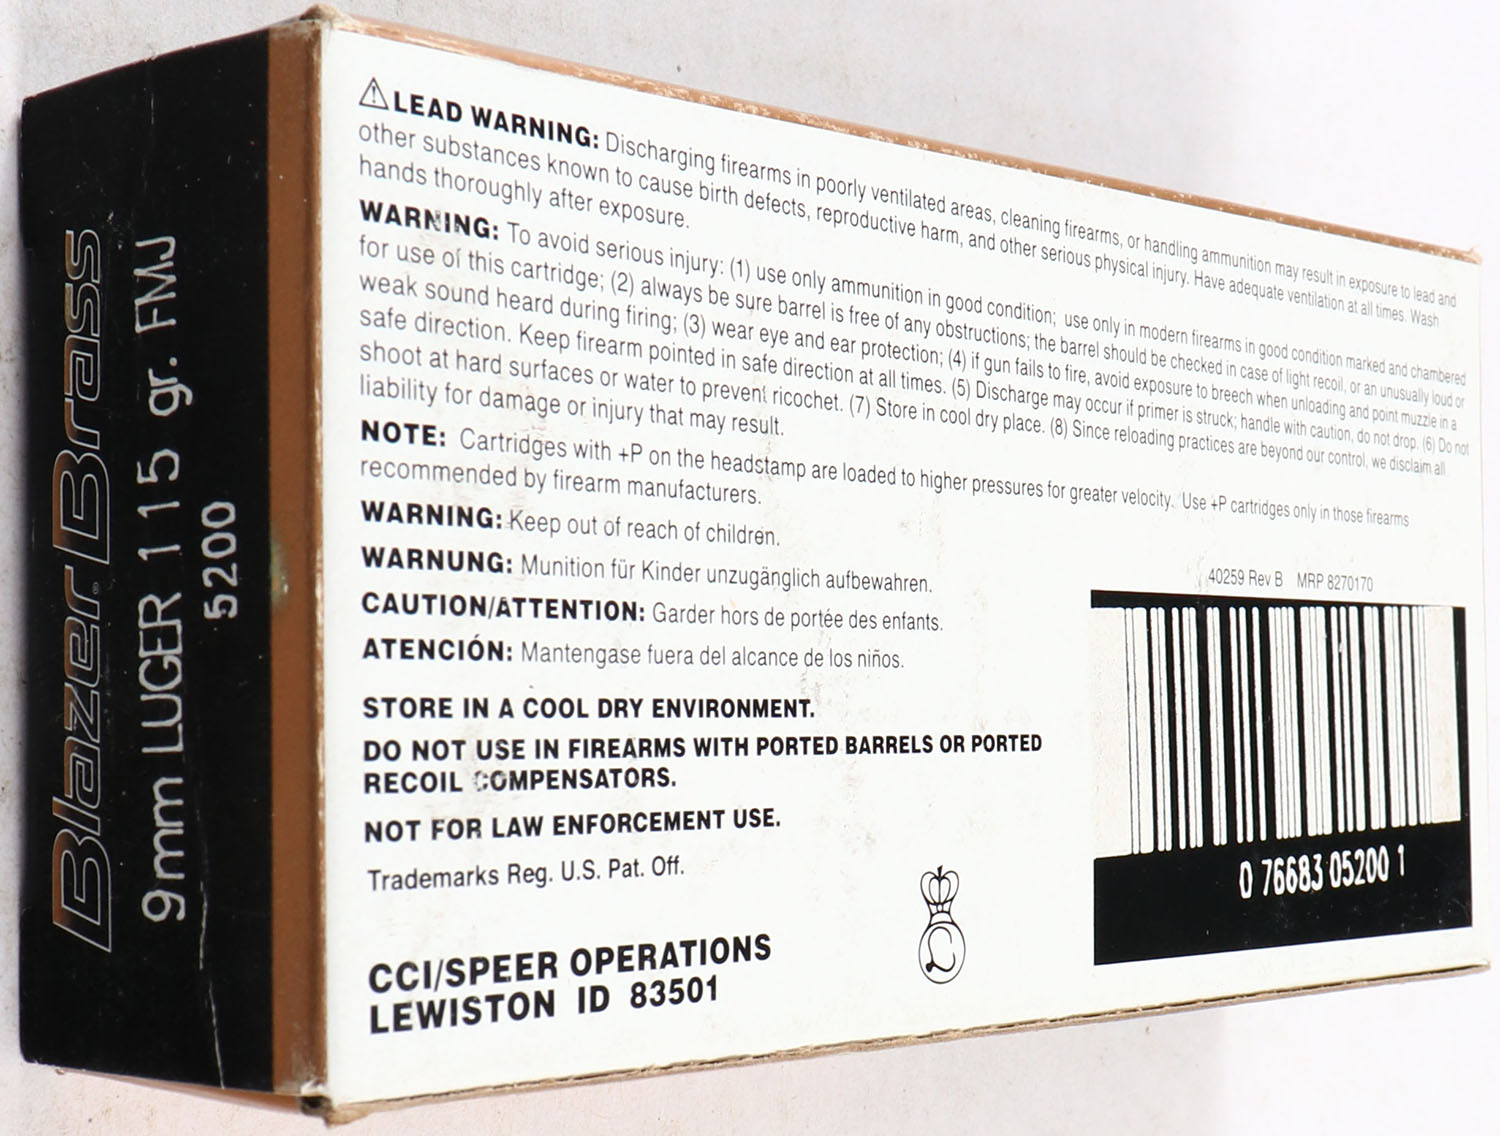 Blazer Brass
9mm LUGER 115 gr. FMJ
5200
⚠LEAD WARNING: Discharging firearms in poorly ventilated areas, cleaning firearms, or handling ammunition may result in exposure to lead and
other substances known to cause birth defects, reproductive harm, and other serious physical injury. Have adequate ventilation at all times. Wash
hands thoroughly after exposure.
WARNING: To avoid serious injury: (1) use only ammunition in good condition; use only in modern firearms in good condition marked and chambered
for use of this cartridge; (2) always be sure barrel is free of any obstructions; the barrel should be checked in case of light recoil, or an unusually loud or
weak sound heard during firing; (3) wear eye and ear protection; (4) if gun fails to fire, avoid exposure to breech when unloading and point muzzle in a
safe direction. Keep firearm pointed in safe direction at all times. (5) Discharge may occur if primer is struck; handle with caution, do not drop. (6) Do not
shoot at hard surfaces or water to prevent ricochet. (7) Store in cool dry place. (8) Since reloading practices are beyond our control, we disclaim all
liability for damage or injury that may result.
NOTE: Cartridges with +P on the headstamp are loaded to higher pressures for greater velocity. Use +P cartridges only in those firearms
recommended by firearm manufacturers.
WARNING: Keep out of reach of children.
WARNUNG: Munition für Kinder unzugänglich aufbewahren.
CAUTION/ATTENTION: Garder hors de portée des enfants.
ATENCIÓN: Mantengase fuera del alcance de los niños.
STORE IN A COOL DRY ENVIRONMENT.
DO NOT USE IN FIREARMS WITH PORTED BARRELS OR PORTED
RECOIL COMPENSATORS.
NOT FOR LAW ENFORCEMENT USE.
Trademarks Reg. U.S. Pat. Off.
CCI/SPEER OPERATIONS
LEWISTON ID 83501
L
40259 Rev B MRP 8270170
0 76683 05200 1